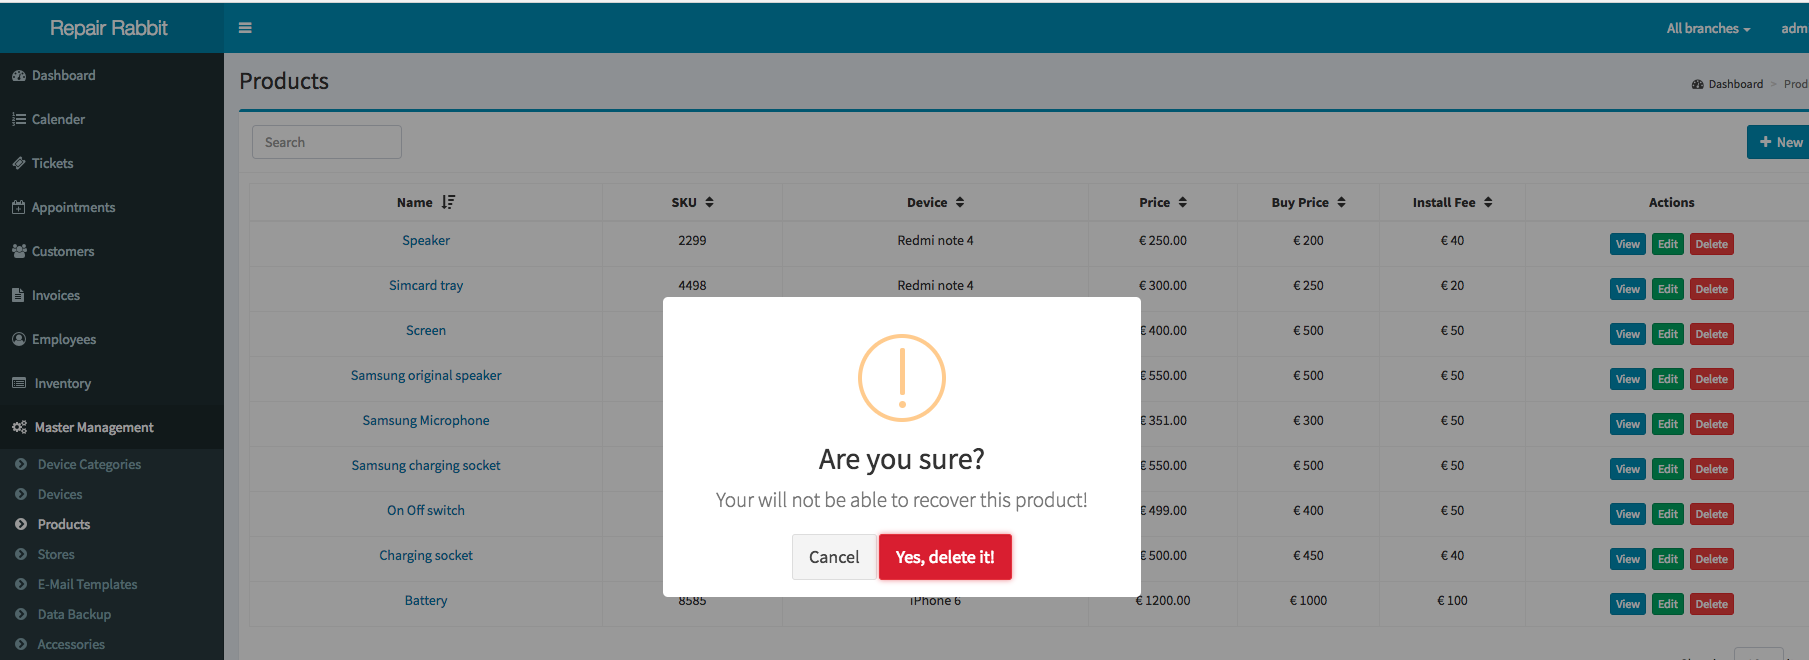 Repair Rabbit
All branches
adm
Dashboard
Calender
Tickets
Appointments
Customers
Invoices
Employees
Inventory
Master Management
Device Categories
Devices
Products
Stores
E-Mail Templates
Data Backup
Accessories
Products
Dashboard > Prod
Search
+ New
Name SKU Device Price Buy Price Install Fee Actions
Speaker 2299 Redmi note 4 € 250.00 € 200 € 40 View Edit Delete
Simcard tray 4498 Redmi note 4 € 300.00 € 250 € 20 View Edit Delete
Screen € 400.00 € 500 € 50 View Edit Delete
Samsung original speaker € 550.00 € 500 € 50 View Edit Delete
Samsung Microphone € 351.00 € 300 € 50 View Edit Delete
Samsung charging socket € 550.00 € 500 € 50 View Edit Delete
On Off switch € 499.00 € 400 € 50 View Edit Delete
Charging socket € 500.00 € 450 € 40 View Edit Delete
Battery 8585 iPhone 6 € 1200.00 € 1000 € 100 View Edit Delete
Are you sure?
Your will not be able to recover this product!
Cancel
Yes, delete it!